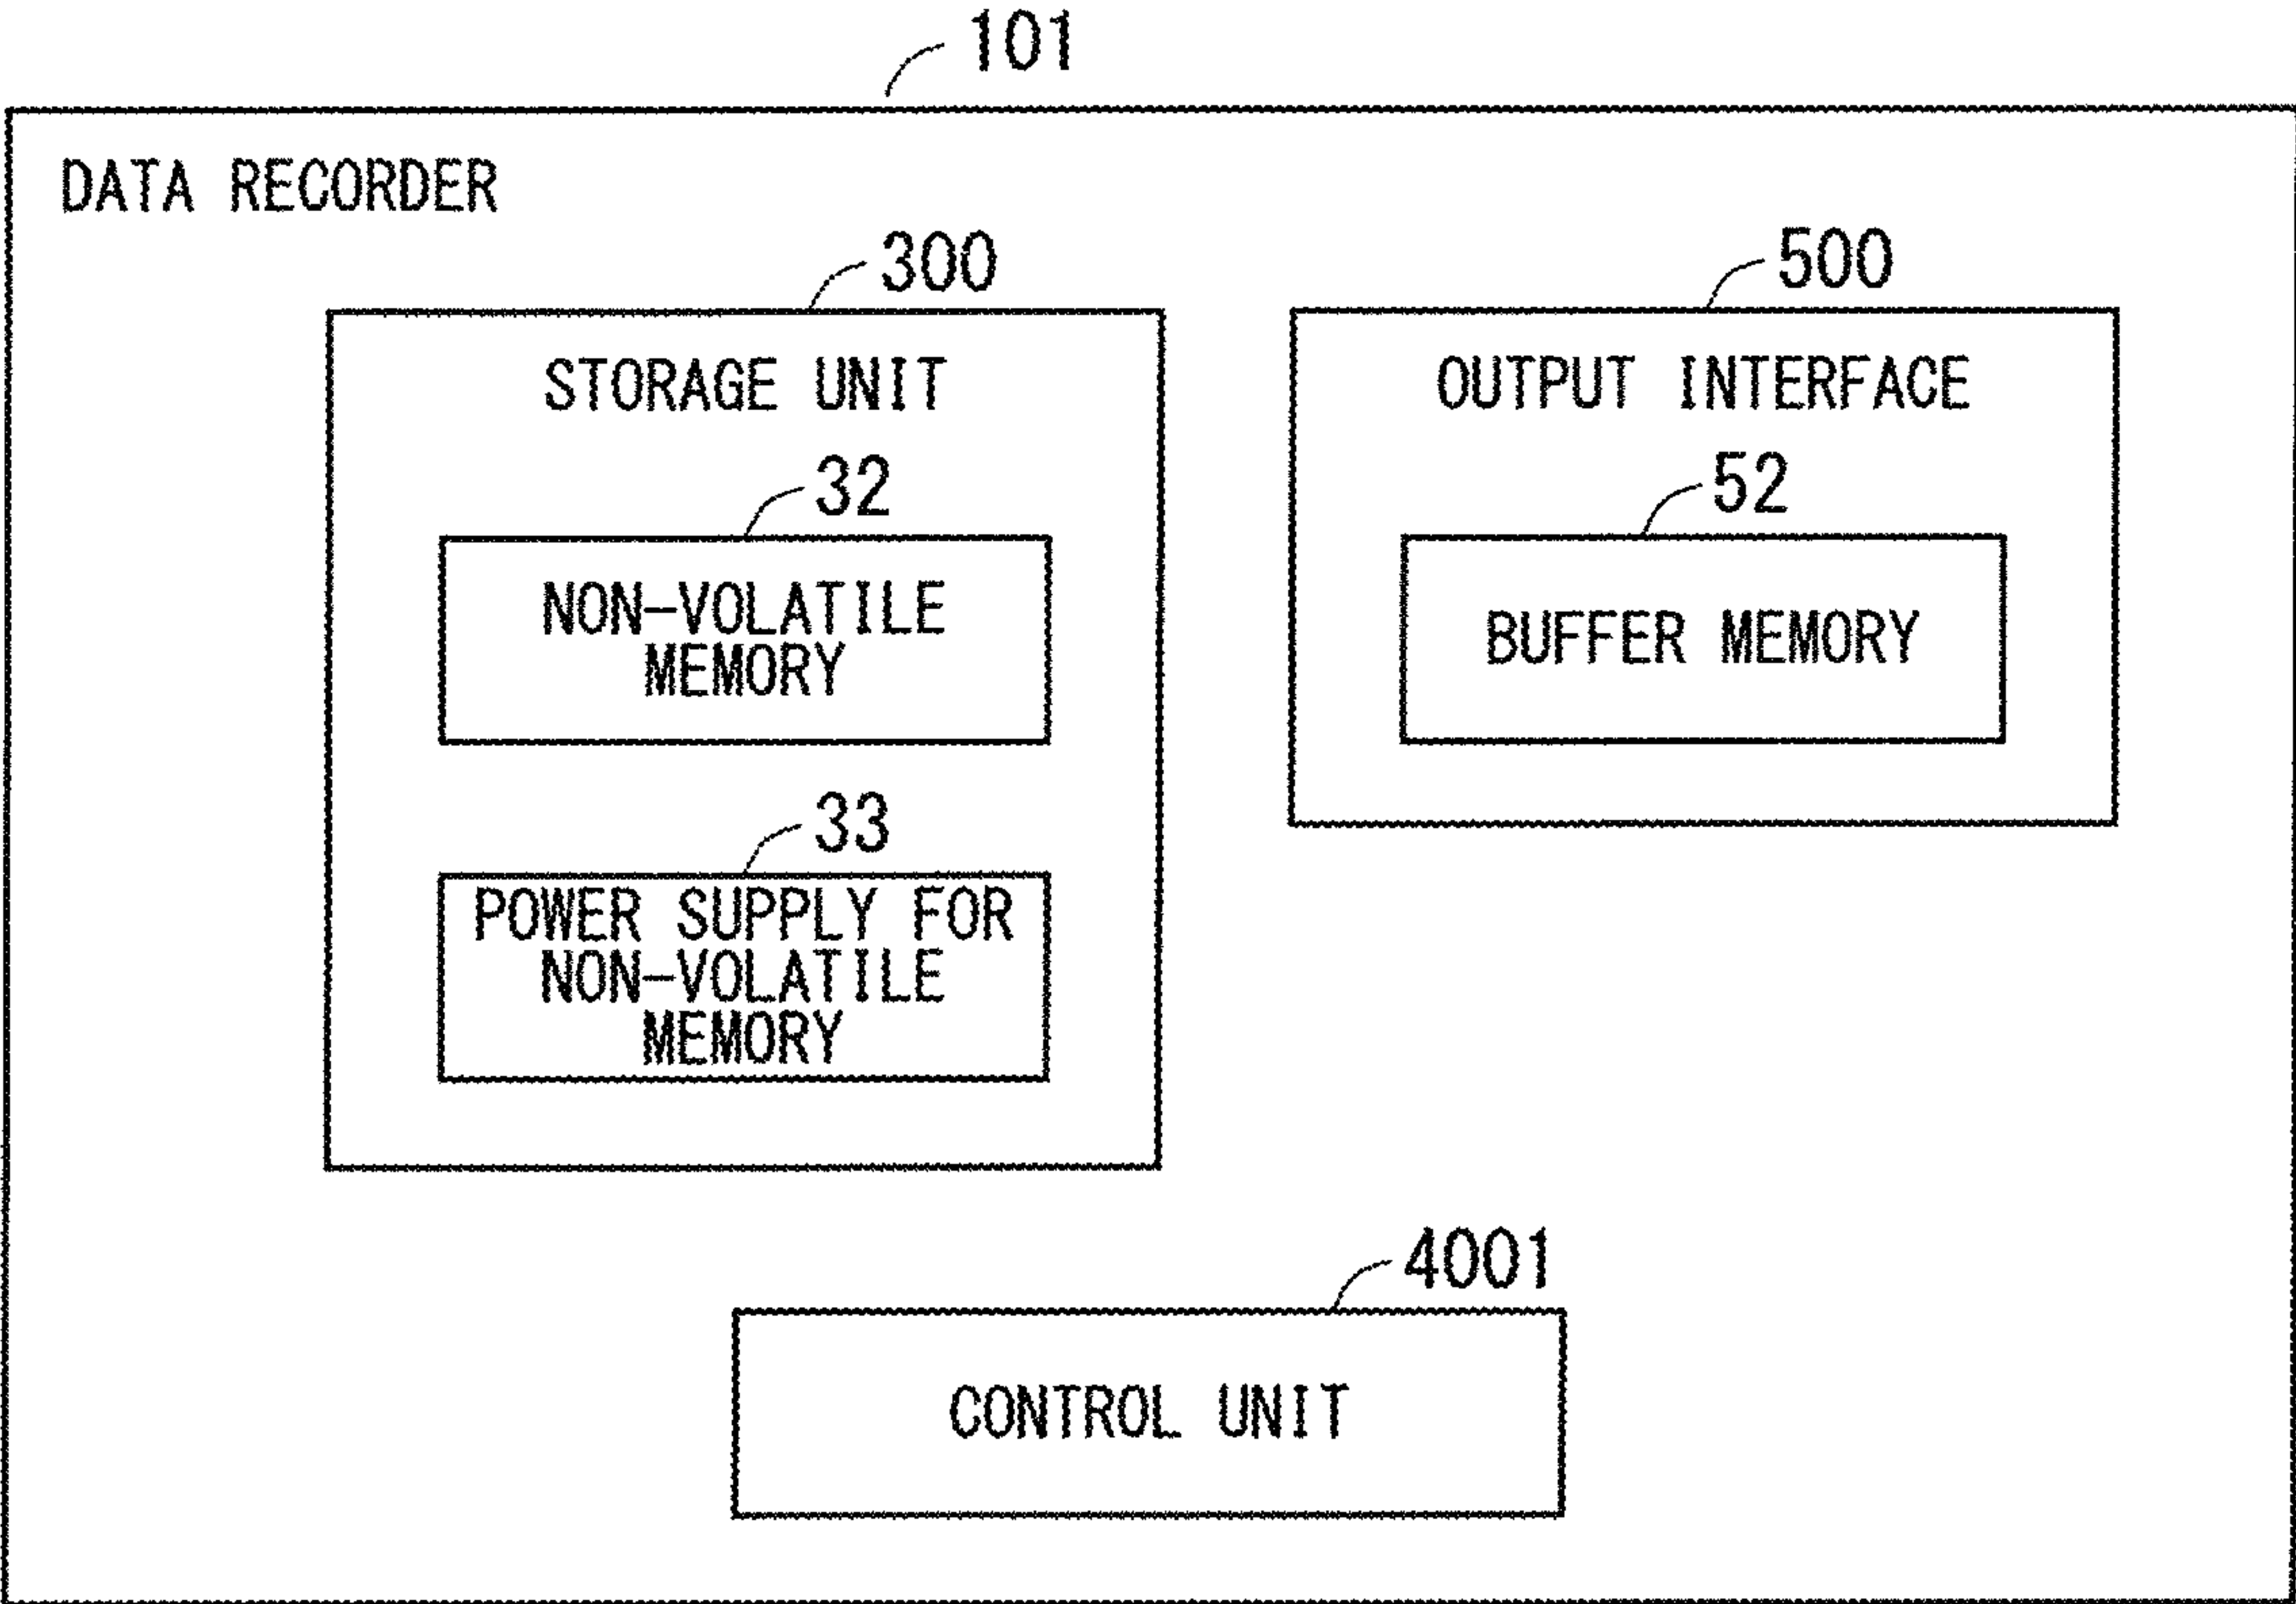 101
DATA RECORDER
300
STORAGE UNIT
32
NON-VOLATILE
MEMORY
33
POWER SUPPLY FOR
NON-VOLATILE
MEMORY
500
OUTPUT INTERFACE
52
BUFFER MEMORY
4001
CONTROL UNIT